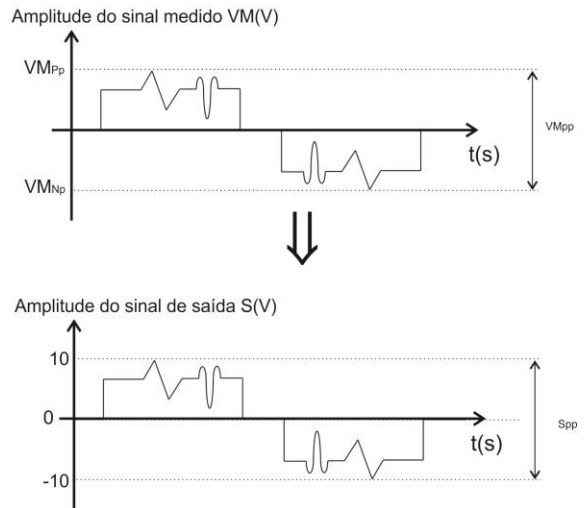 Amplitude do sinal medido VM(V)
VMPp
VMpp
t(s)
VMNp
Amplitude do sinal de saída S(V)
10
0
Spp
t(s)
-10